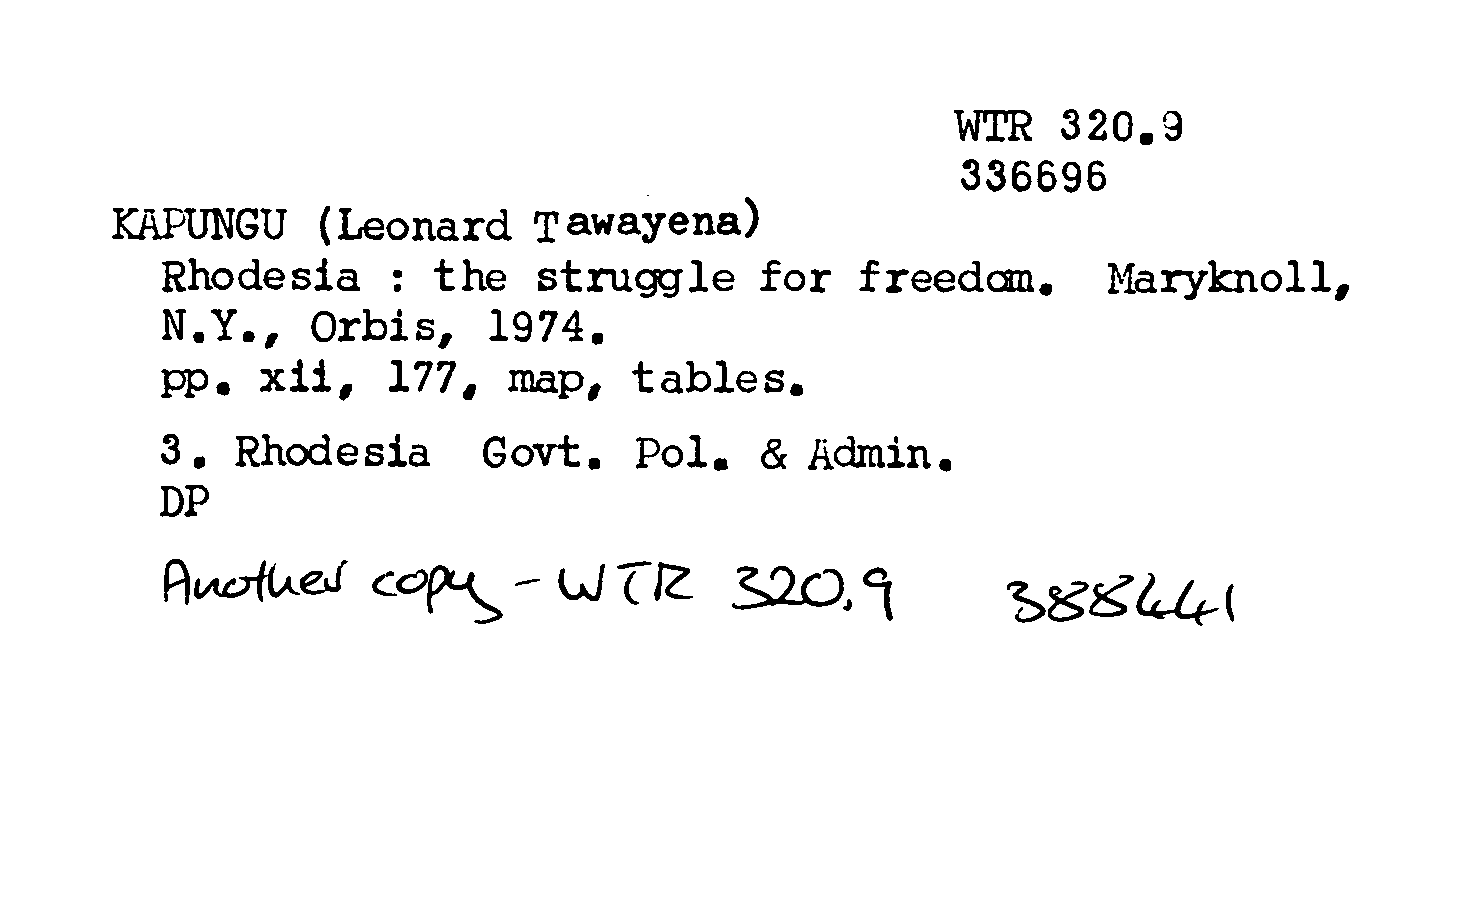 WTR 320.9
336696
KAPUNGU (Leonard Tawayena)
Rhodesia : the struggle for freedom. Maryknoll,
N.Y., Orbis, 1974.
pp. xii, 177, map, tables.
3. Rhodesia Govt. Pol. & Admin.
DP
Another copy - WTR 320.9 388441